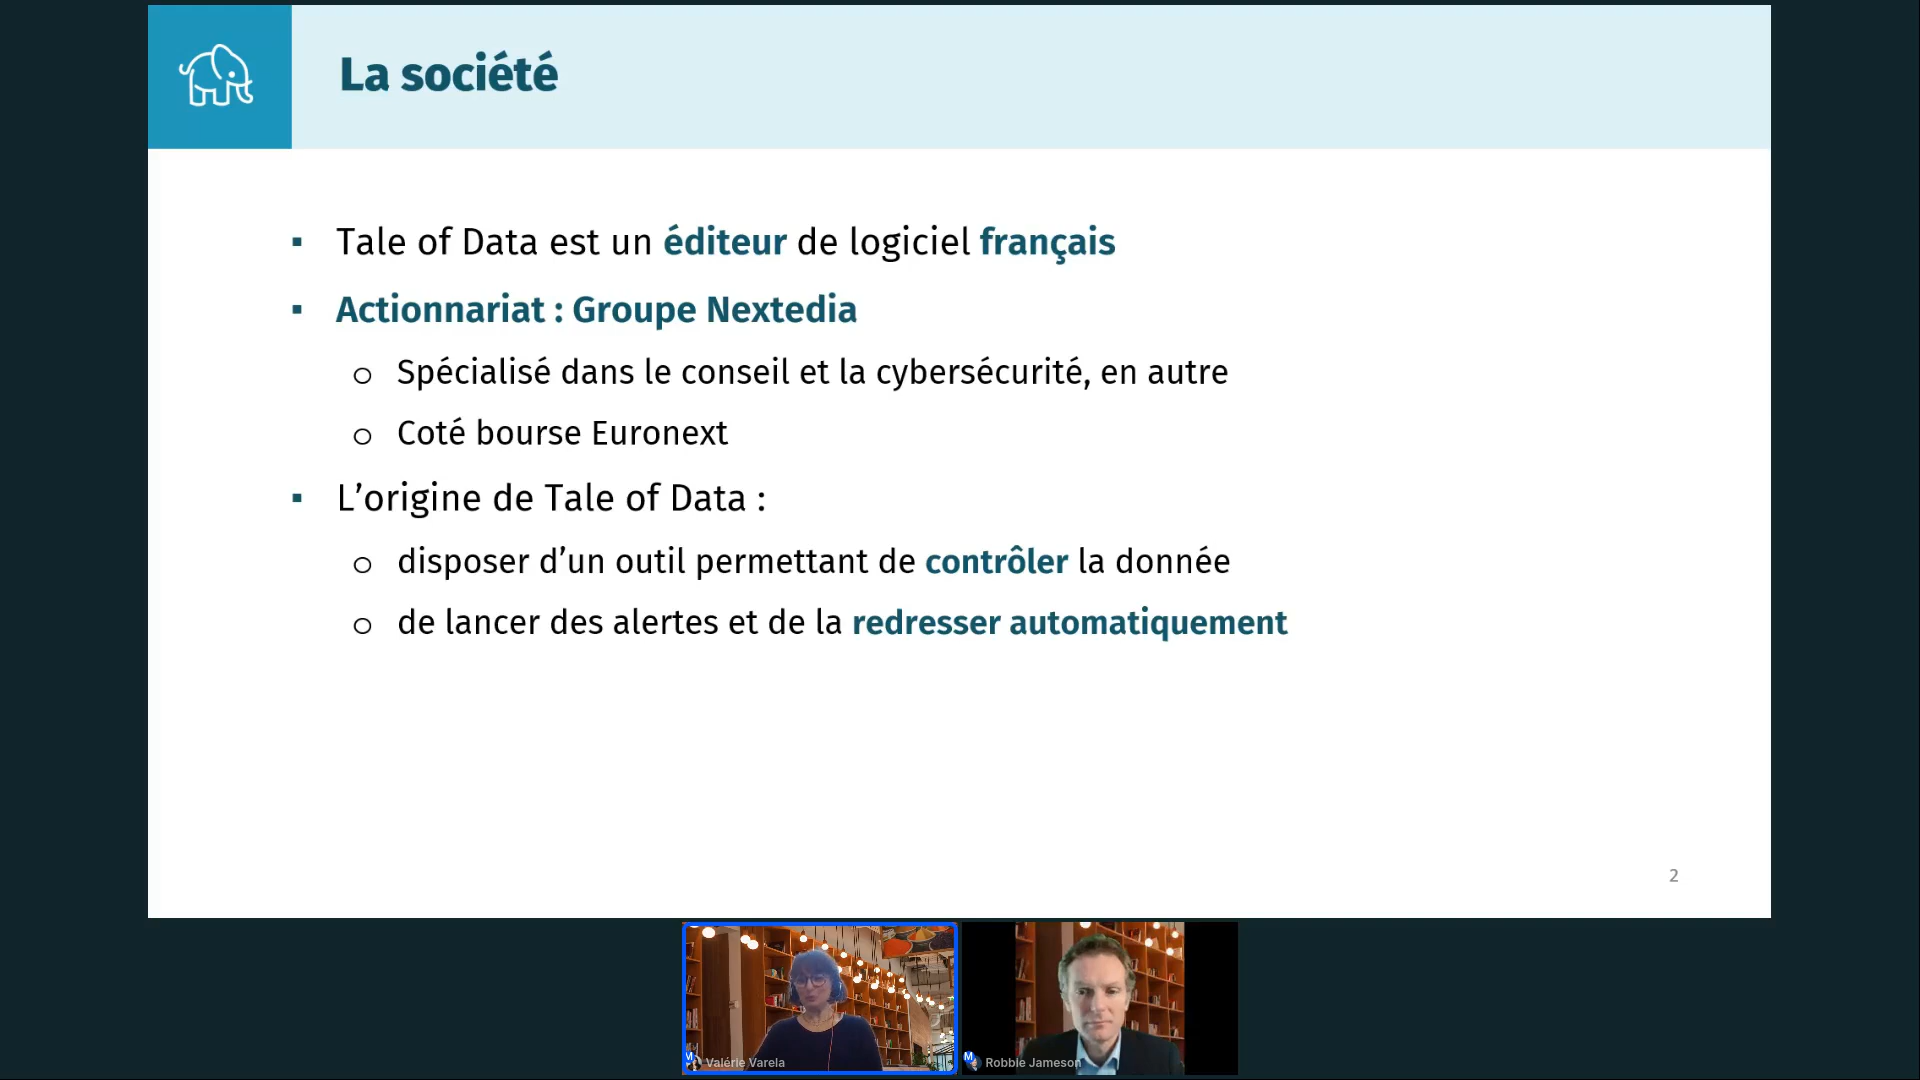 La société
▪ Tale of Data est un éditeur de logiciel français
▪ Actionnariat : Groupe Nextedia
o Spécialisé dans le conseil et la cybersécurité, en autre
o Coté bourse Euronext
▪ L’origine de Tale of Data :
o disposer d’un outil permettant de contrôler la donnée
o de lancer des alertes et de la redresser automatiquement
2
M Valérie Varela
M Robbie Jameson